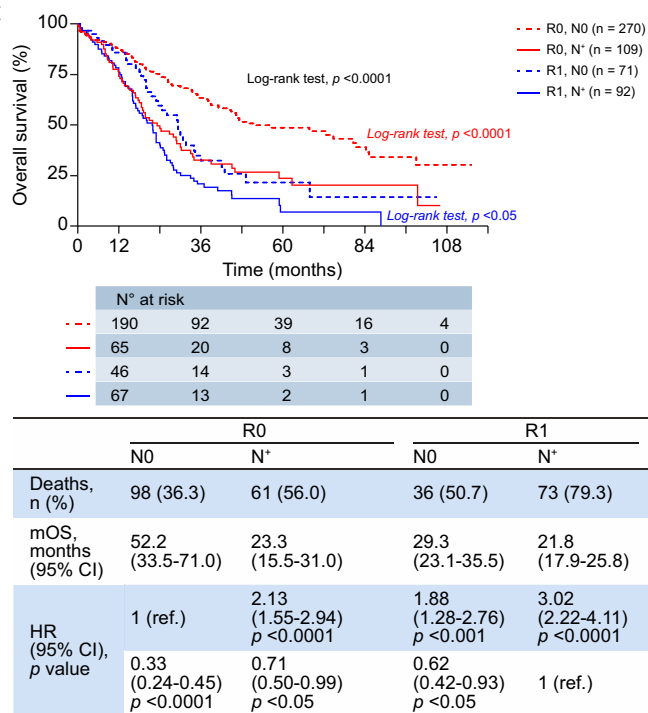 100
75
50
25
0
Overall survival (%)
R0, N0 (n = 270)
R0, N⁺ (n = 109)
R1, N0 (n = 71)
R1, N⁺ (n = 92)
Log-rank test, p <0.0001
Log-rank test, p <0.0001
Log-rank test, p <0.05
0 12 36 60 84 108
Time (months)
N° at risk
190 92 39 16 4
65 20 8 3 0
46 14 3 1 0
67 13 2 1 0
R0 R1
N0 N⁺ N0 N⁺
Deaths, n (%) 98 (36.3) 61 (56.0) 36 (50.7) 73 (79.3)
mOS, months (95% CI)
52.2 23.3 29.3 21.8
(33.5-71.0) (15.5-31.0) (23.1-35.5) (17.9-25.8)
HR (95% CI), p value
1 (ref.) 2.13 1.88 3.02
(1.55-2.94) (1.28-2.76) (2.22-4.11)
p <0.0001 p <0.001 p <0.0001
0.33 0.71 0.62 1 (ref.)
(0.24-0.45) (0.50-0.99) (0.42-0.93)
p <0.0001 p <0.05 p <0.05